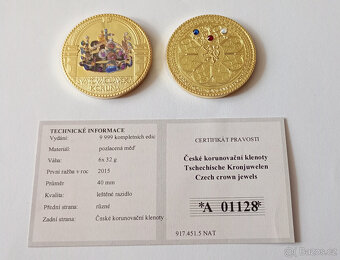 TECHNICKÉ INFORMACE
Vydání: 9 999 kompletních edic
Materiál: pozlacená měď
Váha: 6x 32 g
První ražba v roce 2015
Průměr: 40 mm
Kvalita: leštěné razidlo
Přední strana: různé
Zadní strana: České korunovační klenoty
CERTIFIKÁT PRAVOSTI
České korunovační klenoty
Tschechische Kronjuwelen
Czech crown jewels
*A 01128*
917.451.5 NAT